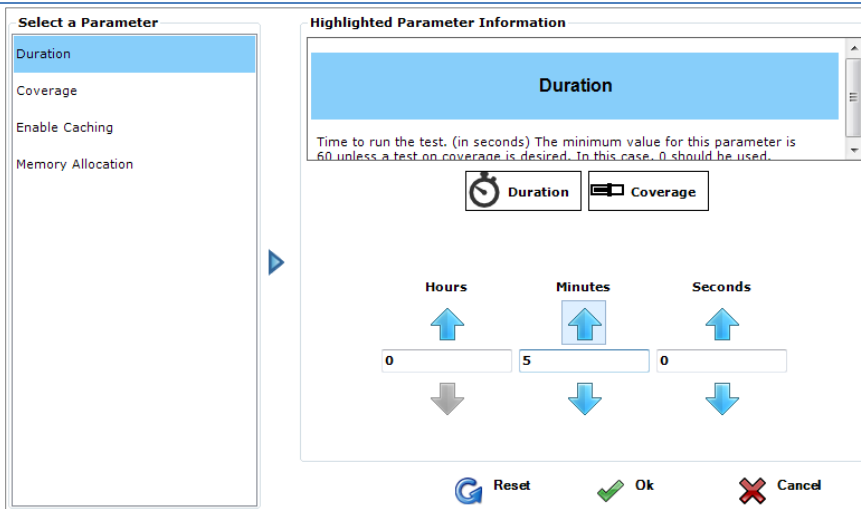 Select a Parameter
Duration
Coverage
Enable Caching
Memory Allocation
Highlighted Parameter Information
Duration
Time to run the test. (in seconds) The minimum value for this parameter is
60 unless a test on coverage is desired. In this case, 0 should be used.
Duration Coverage
Hours Minutes Seconds
0 5 0
Reset Ok Cancel